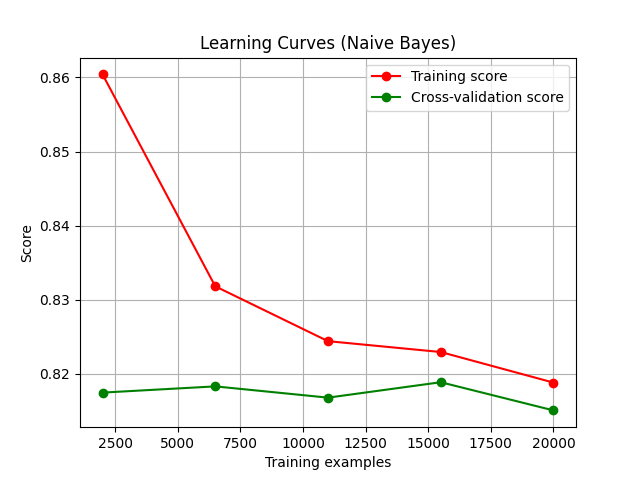 Learning Curves (Naive Bayes)
Training score
Cross-validation score
0.86
0.85
0.84
0.83
0.82
Score
2500 5000 7500 10000 12500 15000 17500 20000
Training examples